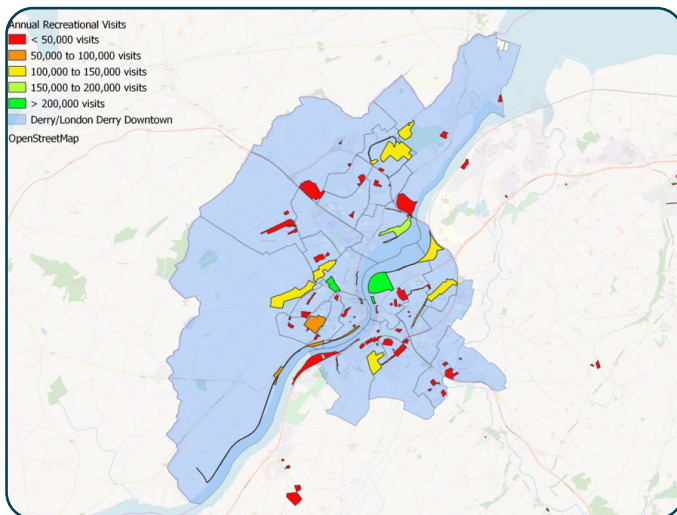 Annual Recreational Visits
< 50,000 visits
50,000 to 100,000 visits
100,000 to 150,000 visits
150,000 to 200,000 visits
> 200,000 visits
Derry/London Derry Downtown
OpenStreetMap